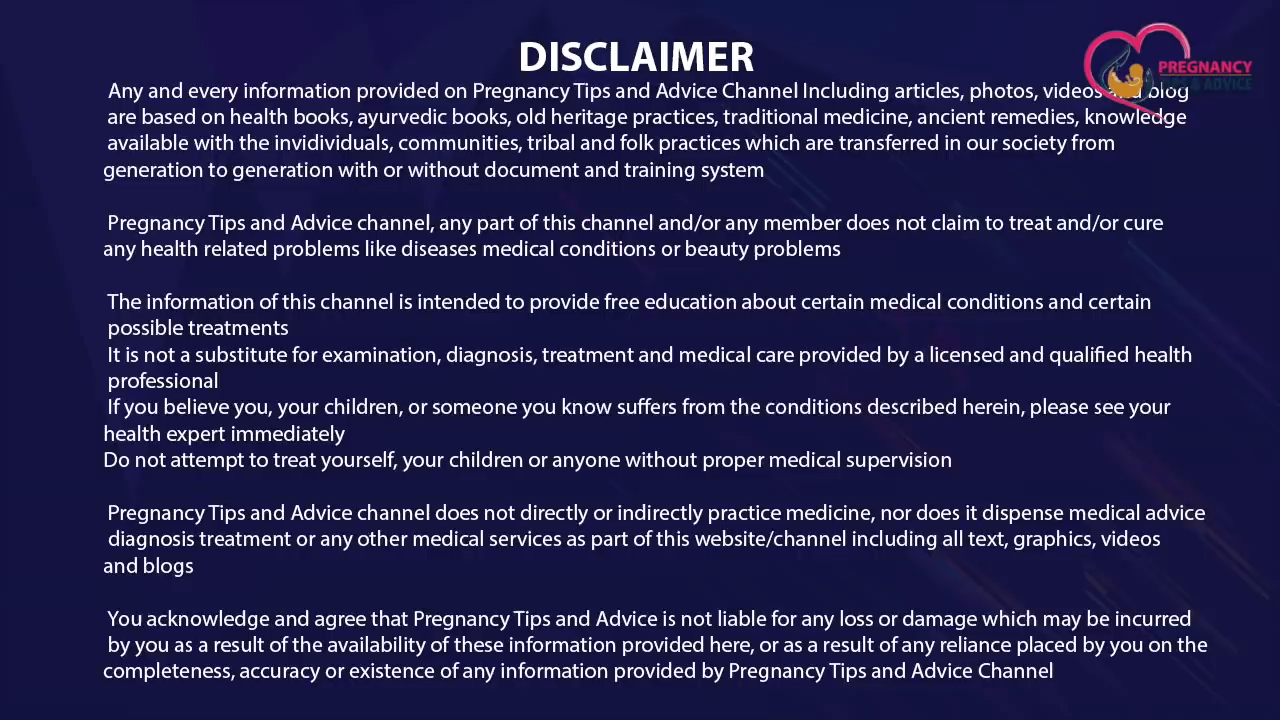 DISCLAIMER
PREGNANCY
TIPS & ADVICE
Any and every information provided on Pregnancy Tips and Advice Channel Including articles, photos, videos and blog
are based on health books, ayurvedic books, old heritage practices, traditional medicine, ancient remedies, knowledge
available with the invidividuals, communities, tribal and folk practices which are transferred in our society from
generation to generation with or without document and training system
Pregnancy Tips and Advice channel, any part of this channel and/or any member does not claim to treat and/or cure
any health related problems like diseases medical conditions or beauty problems
The information of this channel is intended to provide free education about certain medical conditions and certain
possible treatments
It is not a substitute for examination, diagnosis, treatment and medical care provided by a licensed and qualified health
professional
If you believe you, your children, or someone you know suffers from the conditions described herein, please see your
health expert immediately
Do not attempt to treat yourself, your children or anyone without proper medical supervision
Pregnancy Tips and Advice channel does not directly or indirectly practice medicine, nor does it dispense medical advice
diagnosis treatment or any other medical services as part of this website/channel including all text, graphics, videos
and blogs
You acknowledge and agree that Pregnancy Tips and Advice is not liable for any loss or damage which may be incurred
by you as a result of the availability of these information provided here, or as a result of any reliance placed by you on the
completeness, accuracy or existence of any information provided by Pregnancy Tips and Advice Channel